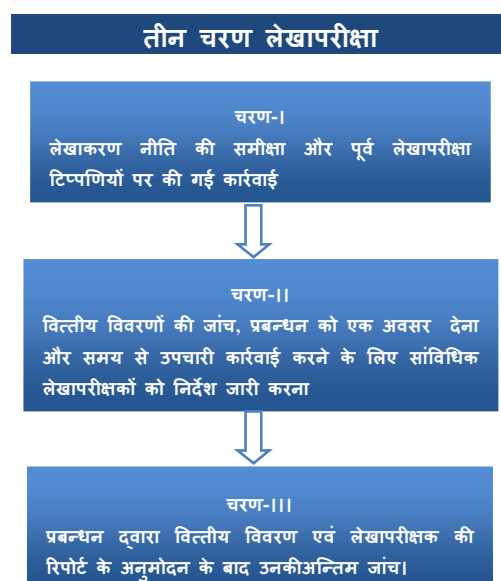 तीन चरण लेखापरीक्षा
चरण-I
लेखाकरण नीति की समीक्षा और पूर्व लेखापरीक्षा
टिप्पणियों पर की गई कार्रवाई
चरण-II
वित्तीय विवरणों की जांच, प्रबन्धन को एक अवसर देना
और समय से उपचारी कार्रवाई करने के लिए सांविधिक
लेखापरीक्षकों को निर्देश जारी करना
चरण-III
प्रबन्धन द्वारा वित्तीय विवरण एवं लेखापरीक्षक की
रिपोर्ट के अनुमोदन के बाद उनकीअन्तिम जांच।